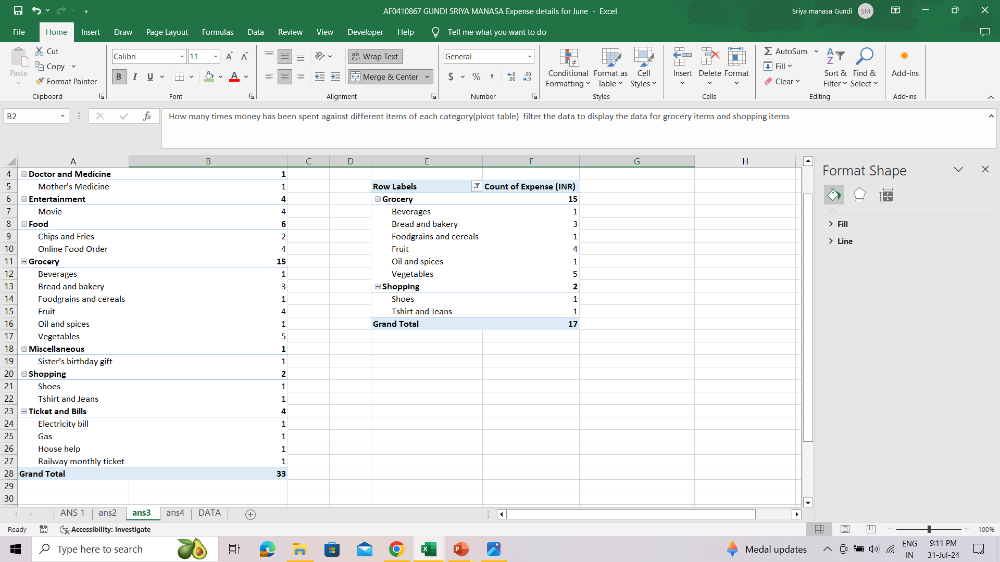 AF0410867 GUNDI SRIYA MANASA Expense details for June - Excel
Sriya manasa Gundi SM
File Home Insert Draw Page Layout Formulas Data Review View Developer Help Tell me what you want to do
Paste
Cut
Copy
Format Painter
Clipboard
Calibri 11
B I U A
Font
Wrap Text
Merge & Center
Alignment
General
$ % ,
Number
Conditional Formatting
Format as Table
Cell Styles
Styles
Insert Delete Format
Cells
AutoSum
Fill
Clear
Sort & Filter
Find & Select
Editing
Add-ins
Add-ins
B2 fx How many times money has been spent against different items of each category(pivot table)  filter the data to display the data for grocery items and shopping items
A B C D E F G H
4 Doctor and Medicine 1
5 Mother's Medicine 1 Row Labels Count of Expense (INR)
6 Entertainment 4 Grocery 15
7 Movie 4 Beverages 1
8 Food 6 Bread and bakery 3
9 Chips and Fries 2 Foodgrains and cereals 1
10 Online Food Order 4 Fruit 4
11 Grocery 15 Oil and spices 1
12 Beverages 1 Vegetables 5
13 Bread and bakery 3 Shopping 2
14 Foodgrains and cereals 1 Shoes 1
15 Fruit 4 Tshirt and Jeans 1
16 Oil and spices 1 Grand Total 17
17 Vegetables 5
18 Miscellaneous 1
19 Sister's birthday gift 1
20 Shopping 2
21 Shoes 1
22 Tshirt and Jeans 1
23 Ticket and Bills 4
24 Electricity bill 1
25 Gas 1
26 House help 1
27 Railway monthly ticket 1
28 Grand Total 33
29
30
Format Shape
Fill
Line
ANS 1 ans2 ans3 ans4 DATA
Ready Accessibility: Investigate 100%
Type here to search
Medal updates
ENG
IN
9:11 PM
31-Jul-24